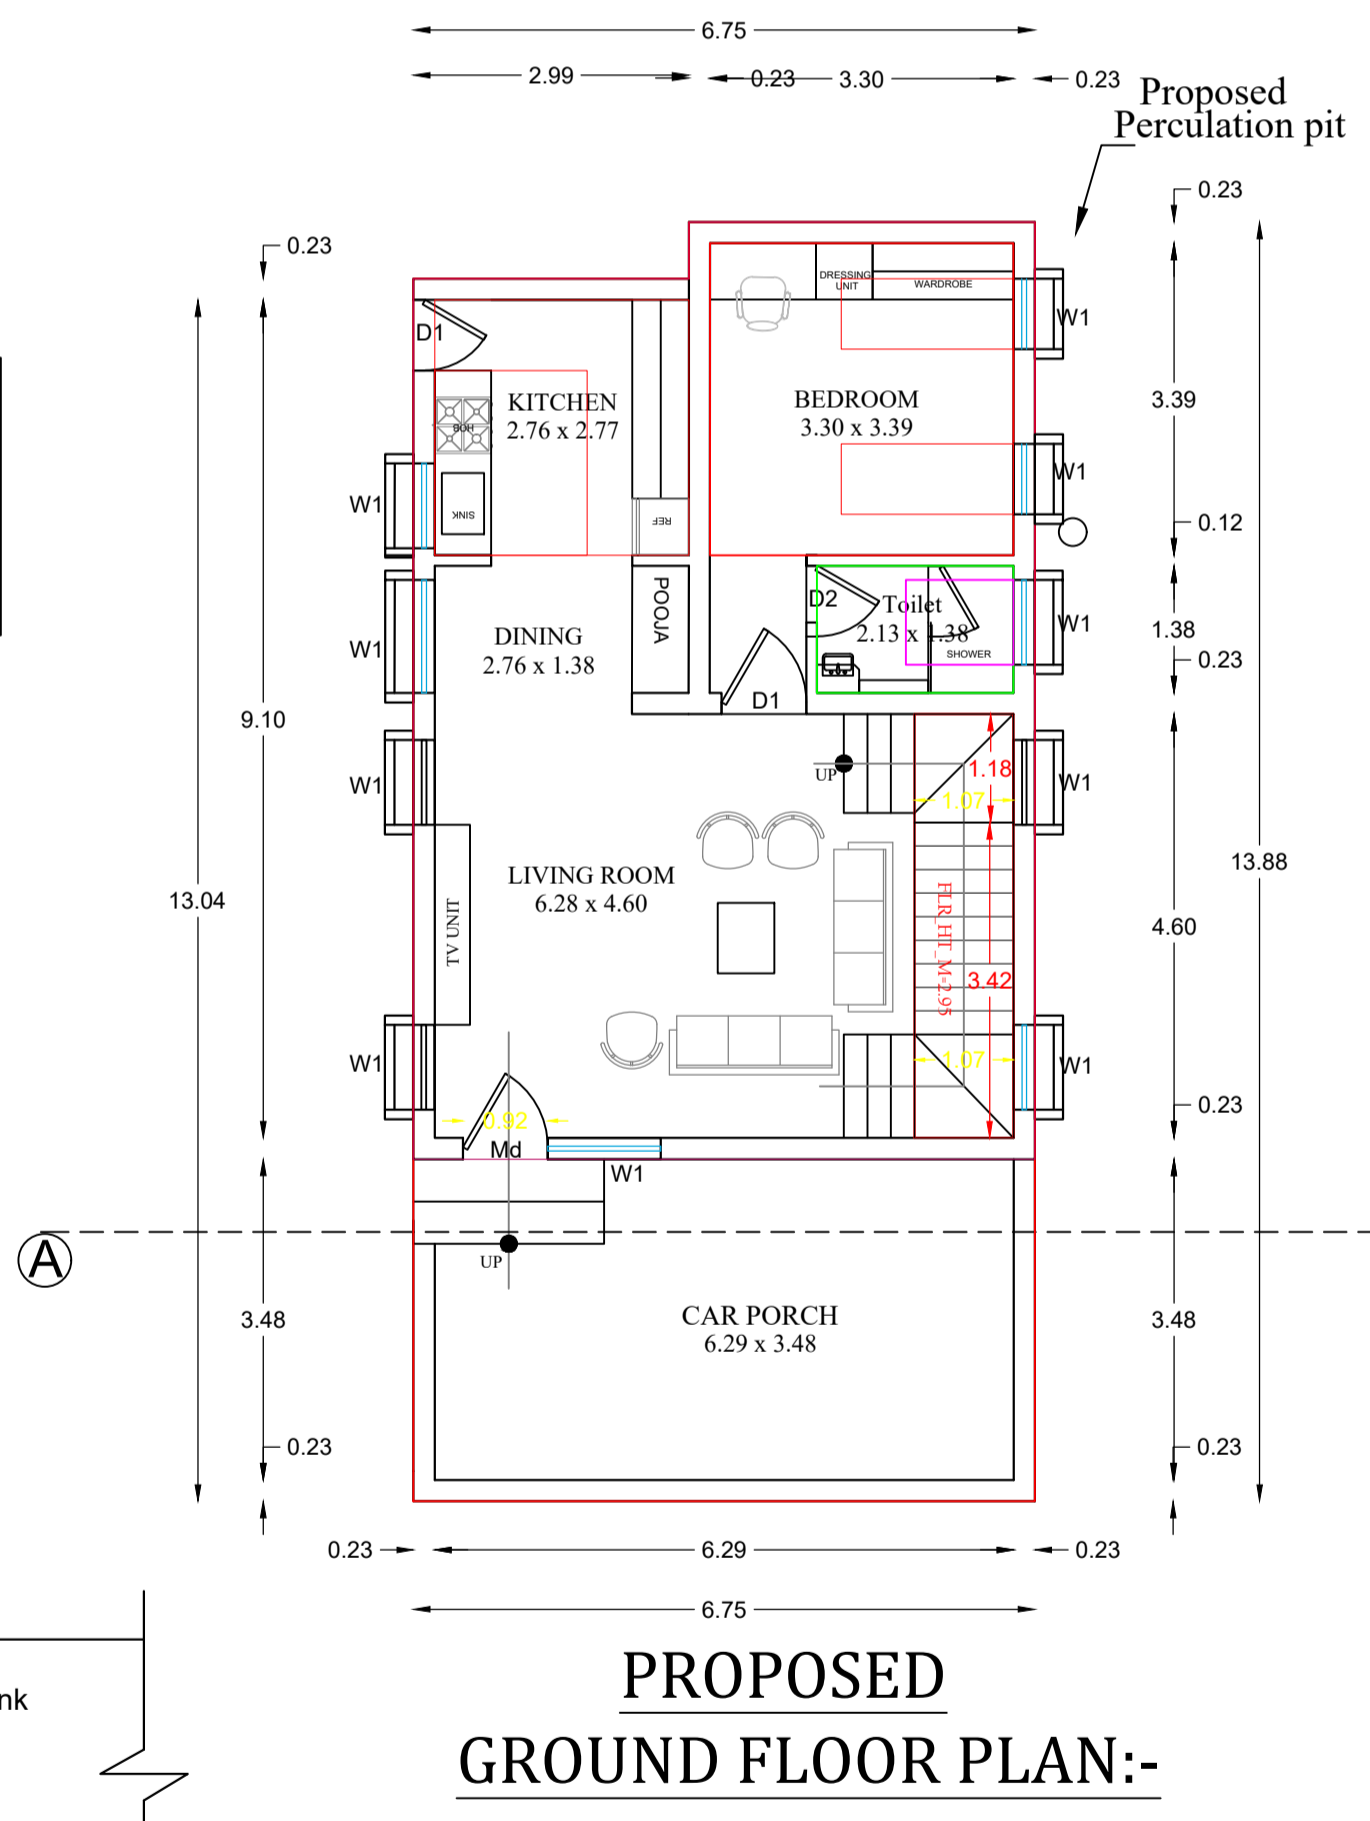 6.75
2.99
0.23
3.30
0.23
Proposed
Perculation pit
0.23
0.23
DRESSING
UNIT
WARDROBE
W1
D1
KITCHEN
2.76 x 2.77
HOB
BEDROOM
3.30 x 3.39
3.39
W1
W1
SINK
REF
0.12
D2
Toilet
2.13 x 1.38
SHOWER
W1
1.38
POOJA
DINING
2.76 x 1.38
W1
0.23
D1
9.10
UP
1.18
1.07
W1
W1
13.88
LIVING ROOM
6.28 x 4.60
13.04
TV UNIT
FLR_HT_M=2.95
3.42
4.60
W1
1.07
W1
0.92
Md
0.23
W1
A
UP
CAR PORCH
6.29 x 3.48
3.48
3.48
0.23
0.23
0.23
6.29
0.23
6.75
PROPOSED
nk
GROUND FLOOR PLAN:-